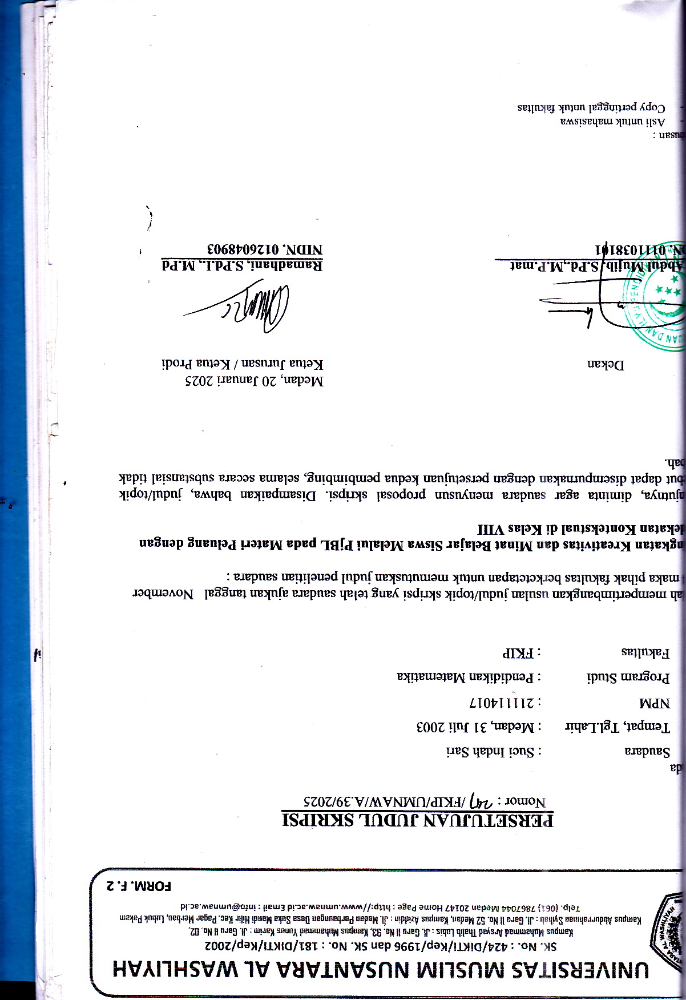 UNIVERSITAS MUSLIM NUSANTARA AL WASHLIYAH
SK. No. : 424/DIKTI/Kep/1996 dan SK. No. : 181/DIKTI/Kep/2002
Kampus Muhammad Arsyad Thalib Lubis : Jl. Garu II No. 93, Kampus Muhammad Yunus Karim : Jl. Garu II No. 02,
Kampus Abdurrahman Syihab : Jl. Garu II No. 52 Medan, Kampus Aziddin : Jl. Medan Perbaungan Desa Suka Mandi Hilir Kec. Pagar Merbau, Lubuk Pakam
Telp. (061) 7867044 Medan 20147 Home Page : http://www.umnaw.ac.id Email : info@umnaw.ac.id
FORM. F. 2
PERSETUJUAN JUDUL SKRIPSI
Nomor : /FKIP/UMNAW/A.39/2025
da
Saudara : Suci Indah Sari
Tempat, Tgl.Lahir : Medan, 31 Juli 2003
NPM : 211114017
Program Studi : Pendidikan Matematika
Fakultas : FKIP
ah mempertimbangkan usulan judul/topik skripsi yang telah saudara ajukan tanggal November
maka pihak fakultas berketetapan untuk memutuskan judul penelitian saudara :
ngkatan Kreativitas dan Minat Belajar Siswa Melalui PjBL pada Materi Peluang dengan
dekatan Kontekstual di Kelas VIII
njutnya, diminta agar saudara menyusun proposal skripsi. Disampaikan bahwa, judul/topik
but dapat disempurnakan dengan persetujuan kedua pembimbing, selama secara substansial tidak
bah.
Medan, 20 Januari 2025
Dekan Ketua Jurusan / Ketua Prodi
Abdul Mujib, S.Pd.,M.P.mat Ramadhani, S.Pd.I., M.Pd
N. 0111038101 NIDN. 0126048903
busan :
- Asli untuk mahasiswa
- Copy pertinggal untuk fakultas